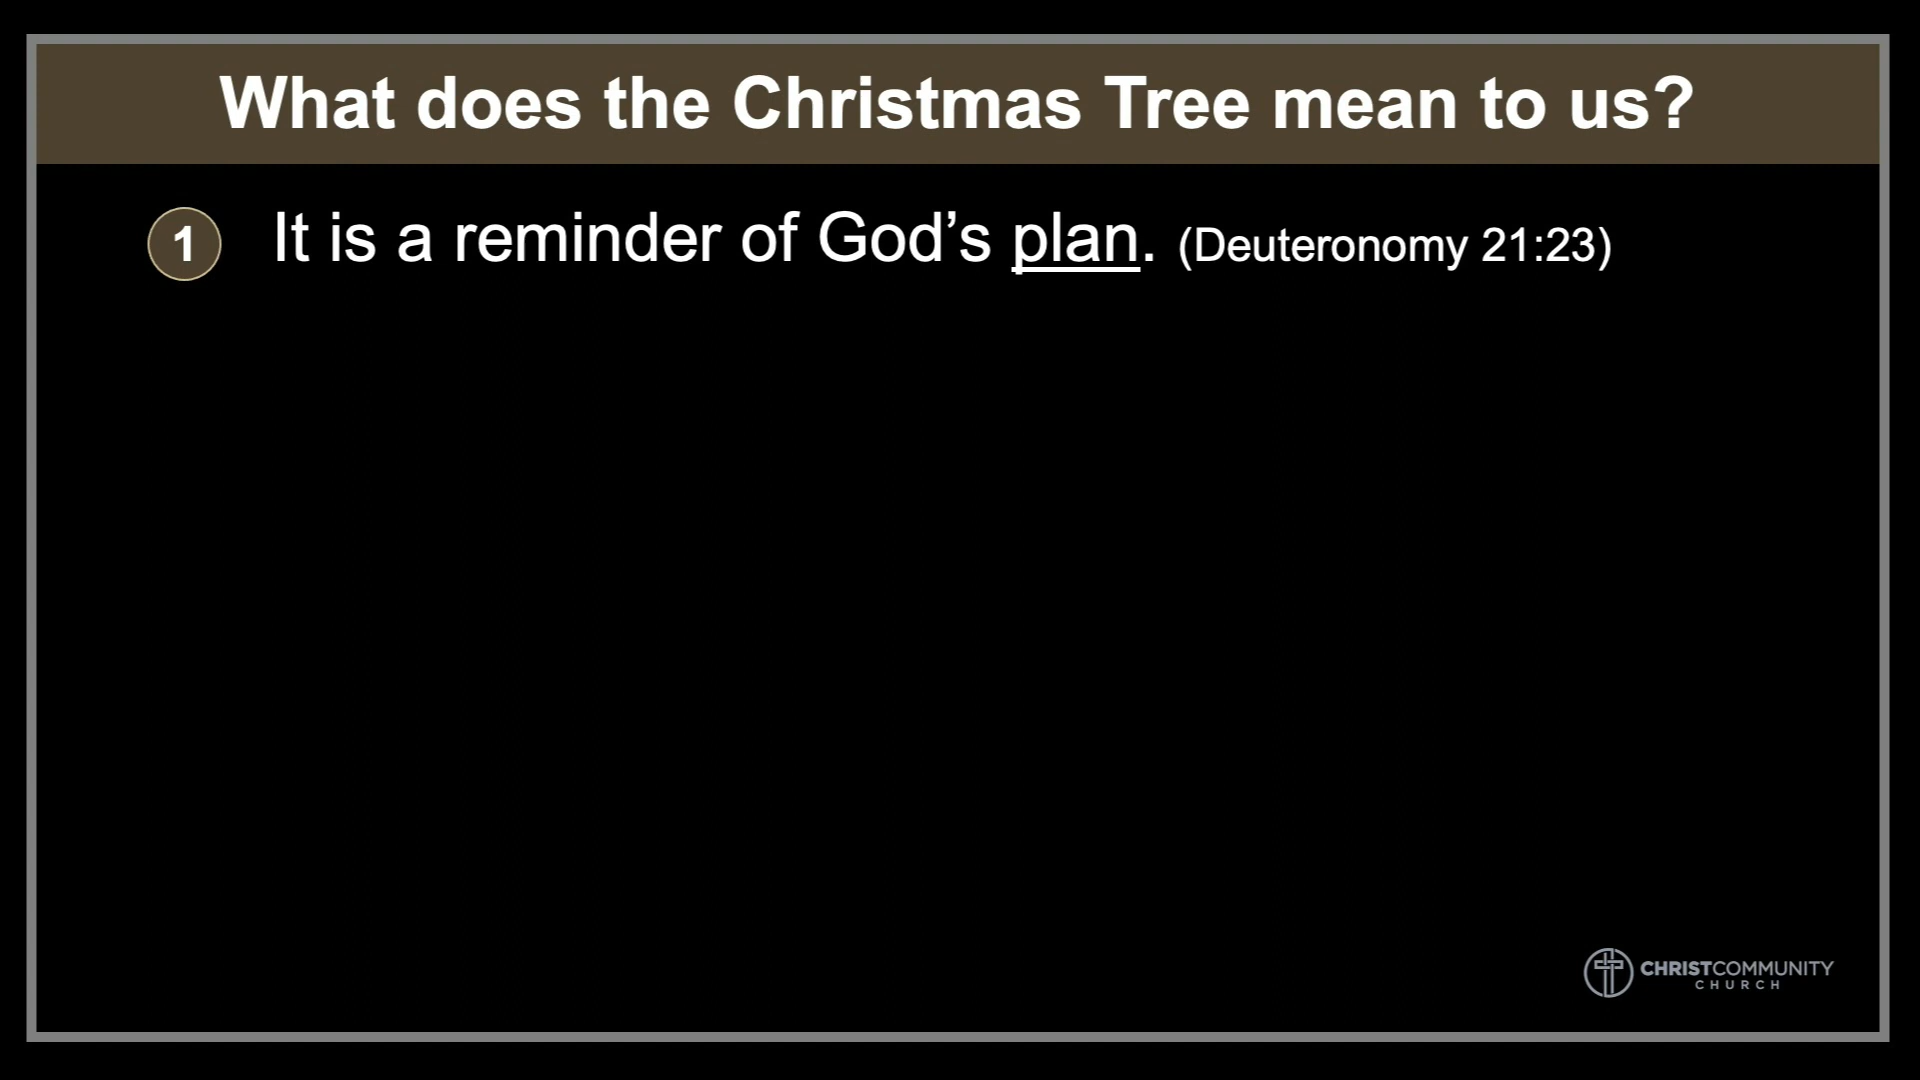 What does the Christmas Tree mean to us?
1 It is a reminder of God’s plan. (Deuteronomy 21:23)
CHRISTCOMMUNITY
CHURCH